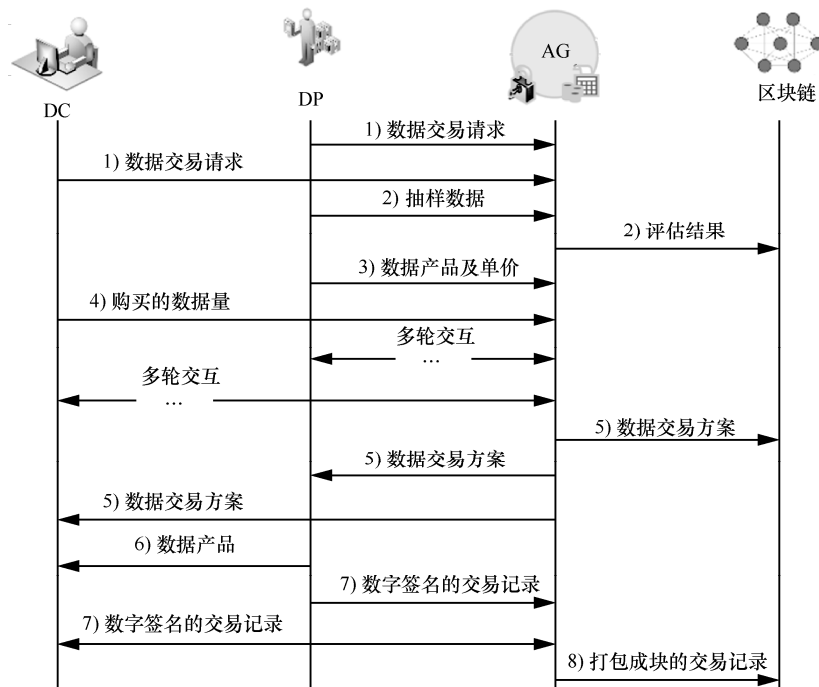 AG
区块链
DP
DC
1) 数据交易请求
1) 数据交易请求
2) 抽样数据
2) 评估结果
3) 数据产品及单价
4) 购买的数据量
多轮交互
…
多轮交互
…
5) 数据交易方案
5) 数据交易方案
5) 数据交易方案
6) 数据产品
7) 数字签名的交易记录
7) 数字签名的交易记录
8) 打包成块的交易记录